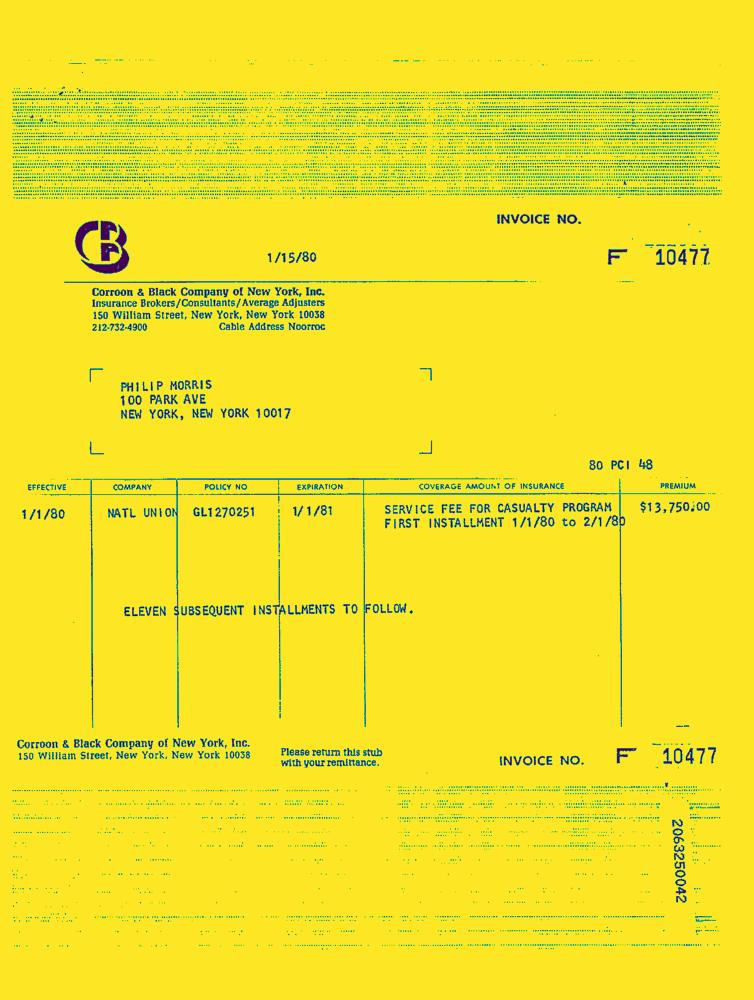 INVOICE NO.
1/15/80
F 10477
Corroon & Black Company of New York, Inc.
Insurance Brokers/Consultants/Average Adjusters
150 William Street, New York, New York 10038
212-732-4900 Cable Address Noorroc
PHILIP MORRIS
100 PARK AVE
NEW YORK, NEW YORK 10017
80 PCI 48
EFFECTIVE COMPANY POLICY NO EXPIRATION COVERAGE AMOUNT OF INSURANCE PREMIUM
1/1/80 NATL UNION GL1270251 1/1/81 SERVICE FEE FOR CASUALTY PROGRAM $13,750.00
FIRST INSTALLMENT 1/1/80 to 2/1/80
ELEVEN SUBSEQUENT INSTALLMENTS TO FOLLOW.
Corroon & Black Company of New York, Inc.
150 William Street, New York, New York 10038
Please return this stub
with your remittance.
INVOICE NO. F 10477
2063250042